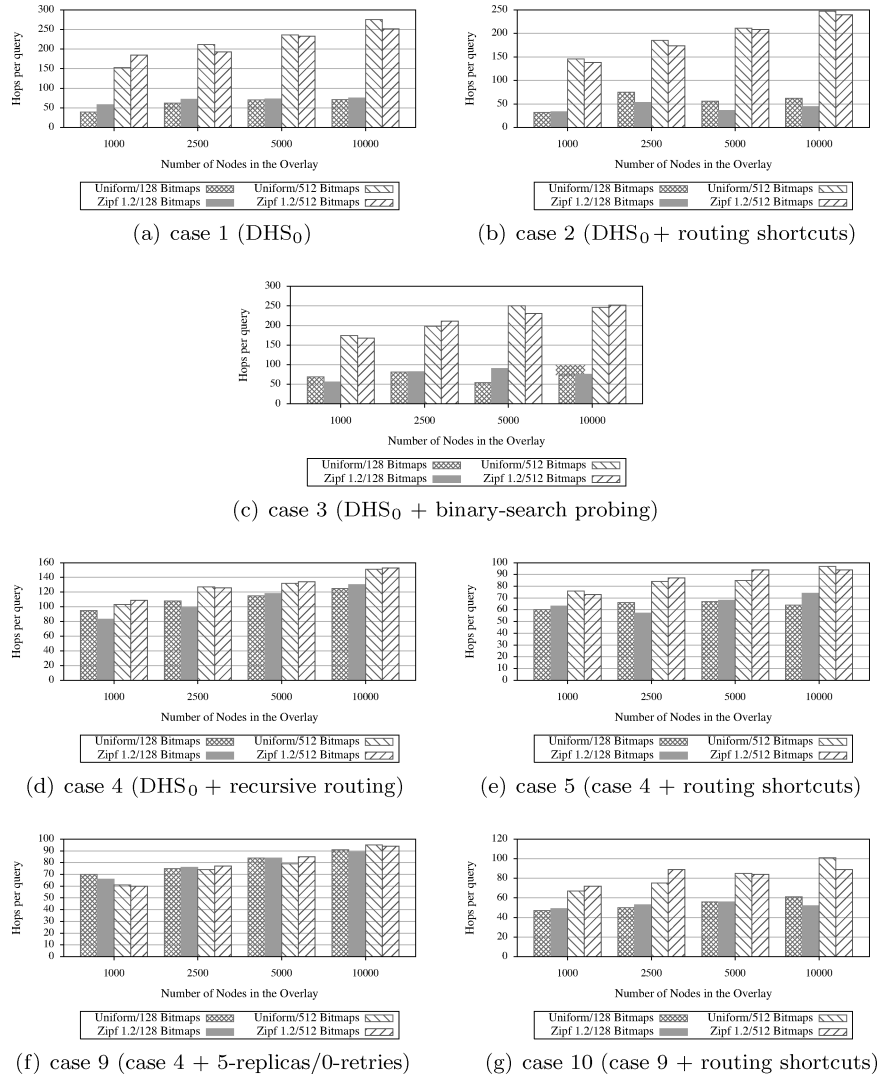 300
250
200
150
100
50
0
Hops per query
1000 2500 5000 10000
Number of Nodes in the Overlay
Uniform/128 Bitmaps Uniform/512 Bitmaps
Zipf 1.2/128 Bitmaps Zipf 1.2/512 Bitmaps
(a) case 1 (DHS₀)
250
200
150
100
50
0
Hops per query
1000 2500 5000 10000
Number of Nodes in the Overlay
Uniform/128 Bitmaps Uniform/512 Bitmaps
Zipf 1.2/128 Bitmaps Zipf 1.2/512 Bitmaps
(b) case 2 (DHS₀ + routing shortcuts)
300
250
200
150
100
50
0
Hops per query
1000 2500 5000 10000
Number of Nodes in the Overlay
Uniform/128 Bitmaps Uniform/512 Bitmaps
Zipf 1.2/128 Bitmaps Zipf 1.2/512 Bitmaps
(c) case 3 (DHS₀ + binary-search probing)
160
140
120
100
80
60
40
20
0
Hops per query
1000 2500 5000 10000
Number of Nodes in the Overlay
Uniform/128 Bitmaps Uniform/512 Bitmaps
Zipf 1.2/128 Bitmaps Zipf 1.2/512 Bitmaps
(d) case 4 (DHS₀ + recursive routing)
100
90
80
70
60
50
40
30
20
10
0
Hops per query
1000 2500 5000 10000
Number of Nodes in the Overlay
Uniform/128 Bitmaps Uniform/512 Bitmaps
Zipf 1.2/128 Bitmaps Zipf 1.2/512 Bitmaps
(e) case 5 (case 4 + routing shortcuts)
100
90
80
70
60
50
40
30
20
10
0
Hops per query
1000 2500 5000 10000
Number of Nodes in the Overlay
Uniform/128 Bitmaps Uniform/512 Bitmaps
Zipf 1.2/128 Bitmaps Zipf 1.2/512 Bitmaps
(f) case 9 (case 4 + 5-replicas/0-retries)
120
100
80
60
40
20
0
Hops per query
1000 2500 5000 10000
Number of Nodes in the Overlay
Uniform/128 Bitmaps Uniform/512 Bitmaps
Zipf 1.2/128 Bitmaps Zipf 1.2/512 Bitmaps
(g) case 10 (case 9 + routing shortcuts)